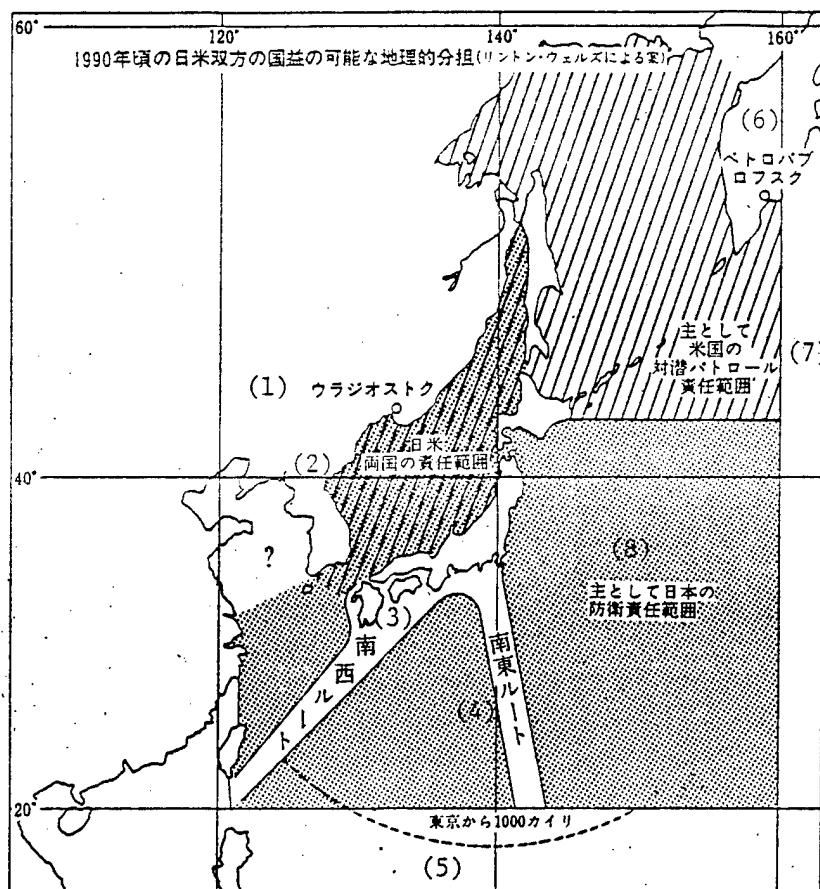 60°
120°
140°
160°
1990年頃の日米双方の国益の可能な地理的分担(リントン・ウェルズによる案)
(6)
ペトロパブ
ロフスク
主として
米国の
対潜パトロール
責任範囲
(7)
(1)
ウラジオストク
日米
両国の責任範囲
(2)
40°
40°
?
(8)
主として日本の
防衛責任範囲
(3)
南西ルート
南東ルート
(4)
20°
20°
東京から1000カイリ
(5)
120°
140°
160°